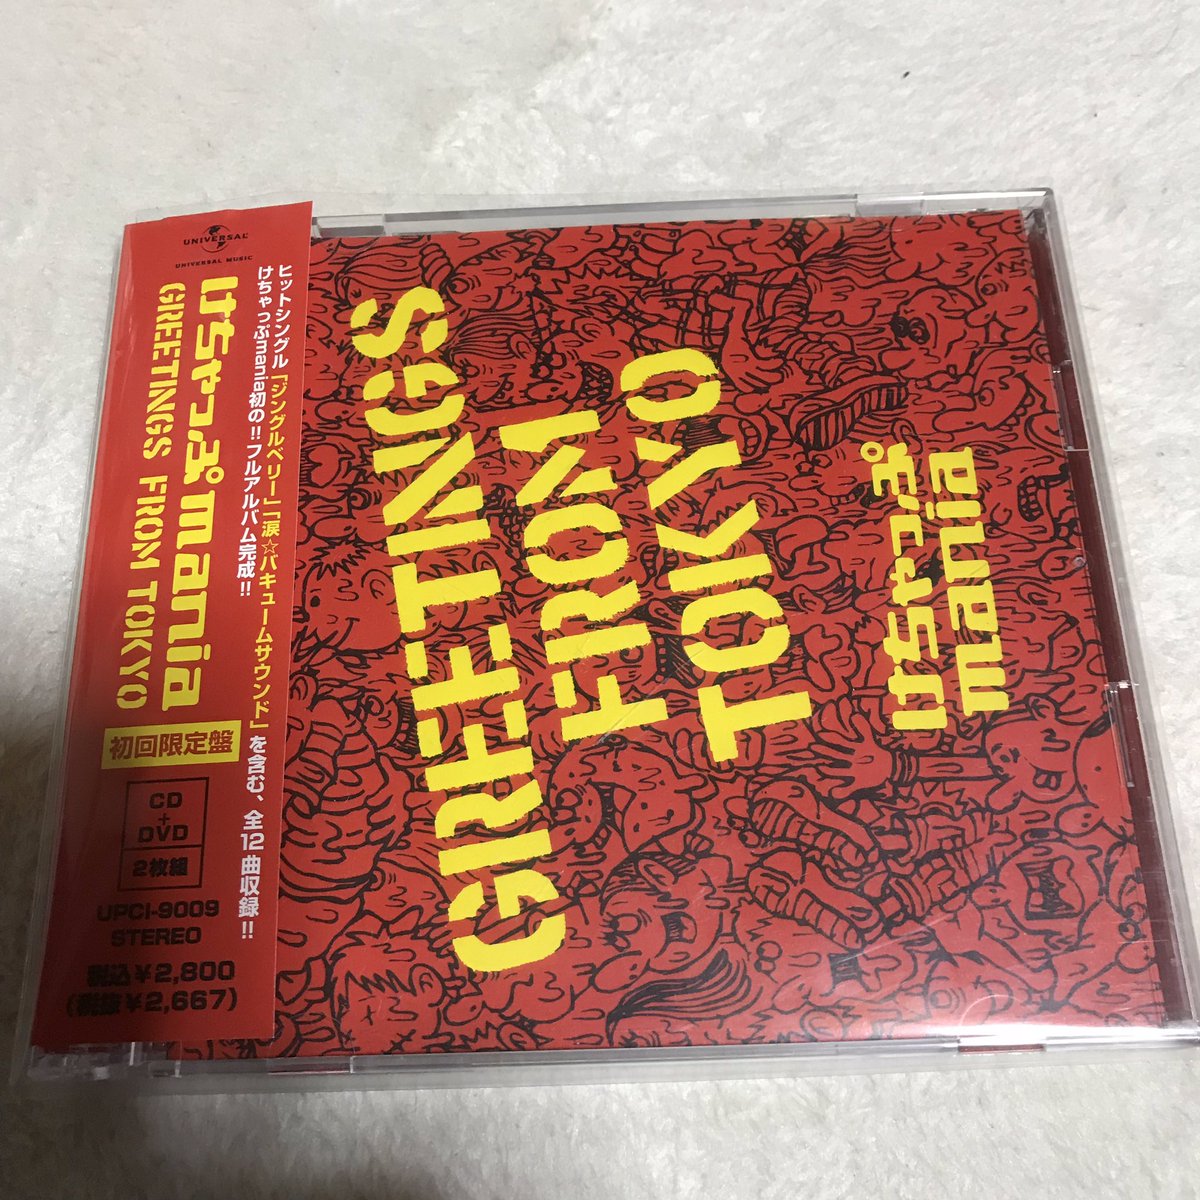 UNIVERSAL
UNIVERSAL MUSIC
ヒットシングル「ジングルベリー」「涙☆バキュームサウンド」を含む、全12曲収録!!
けちゃっぷmania初の!!フルアルバム完成!!
けちゃっぷmania
GREETINGS FROM TOKYO
初回限定盤
CD
+
DVD
2枚組
UPCI-9009
STEREO
税込¥2,800
(税抜¥2,667)
GREETINGS
FROM
TOKYO
けちゃっぷ
mania